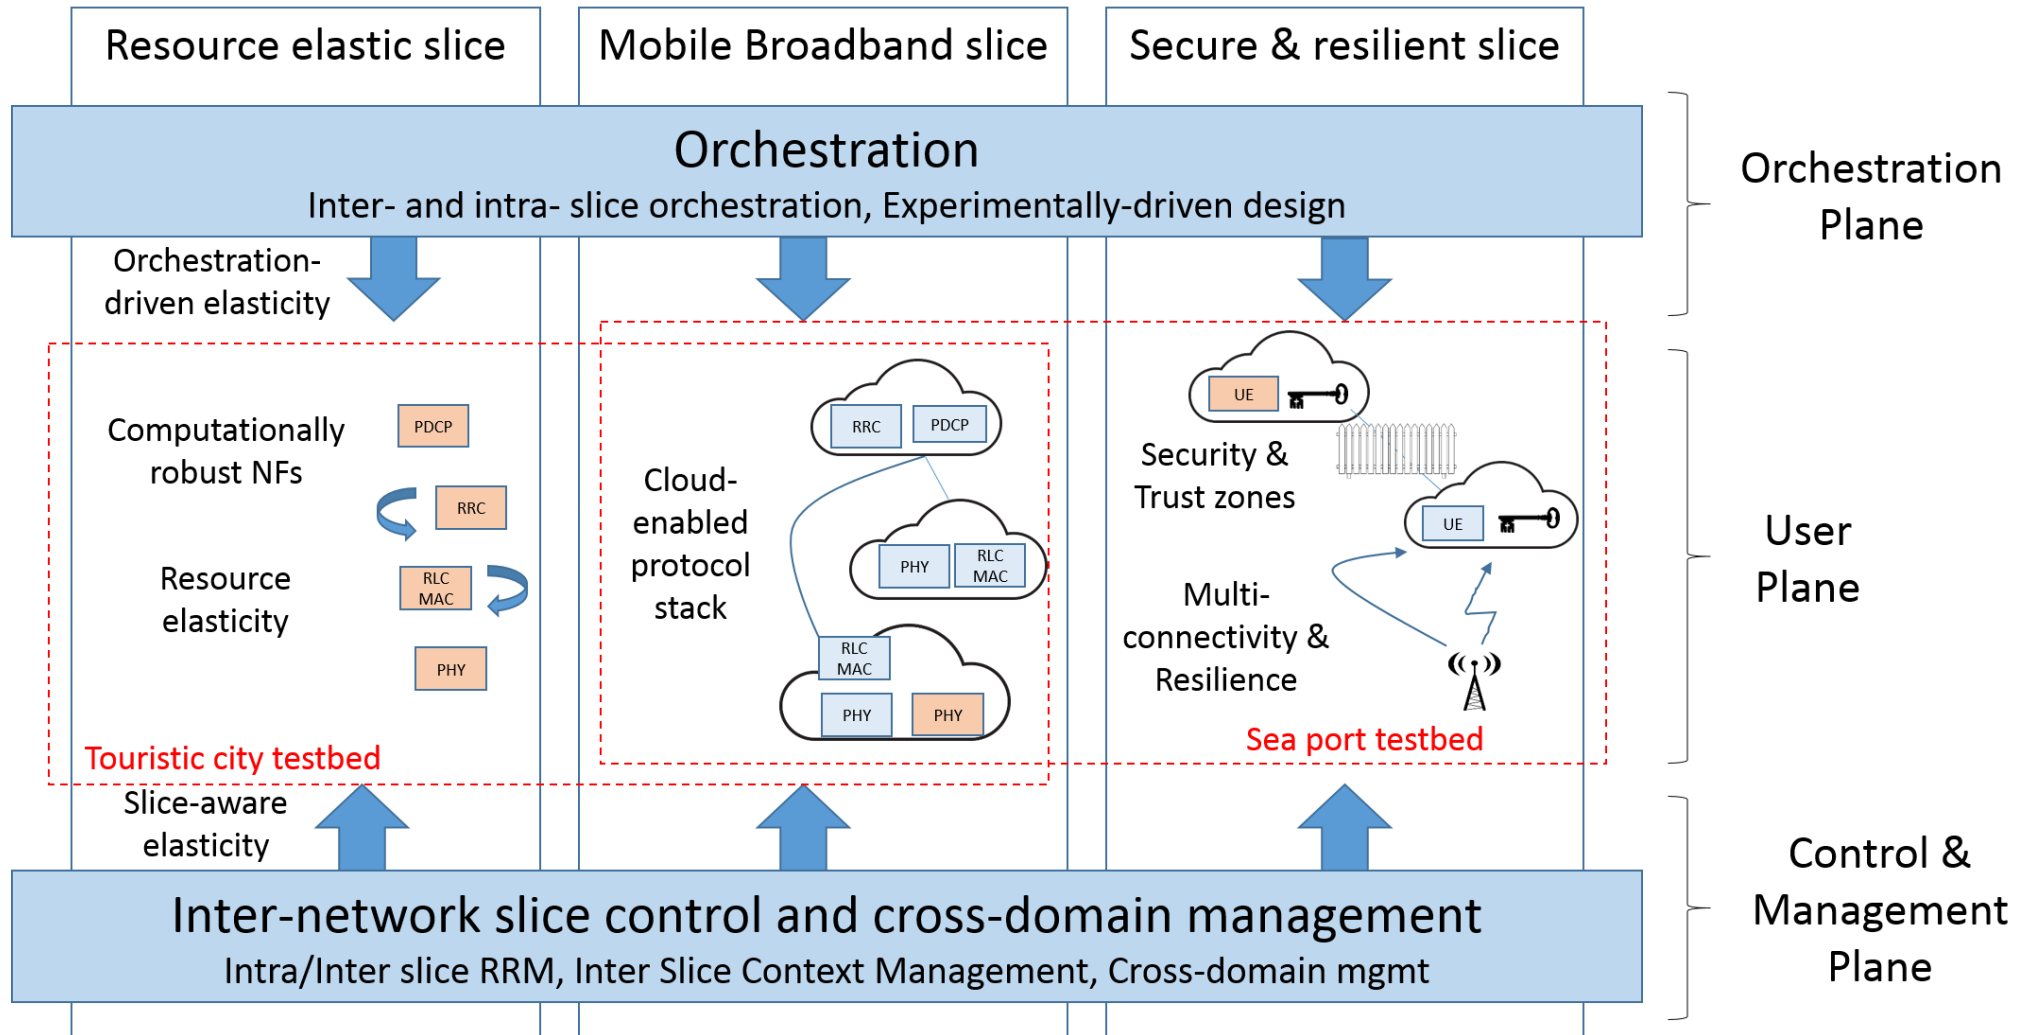 Resource elastic slice
Mobile Broadband slice
Secure & resilient slice
Orchestration
Inter- and intra- slice orchestration, Experimentally-driven design
Orchestration
Plane
Orchestration-
driven elasticity
Computationally
robust NFs
PDCP
RRC
Resource
elasticity
RLC
MAC
PHY
Touristic city testbed
Cloud-
enabled
protocol
stack
RRC
PDCP
PHY
RLC
MAC
RLC
MAC
PHY
PHY
UE
Security &
Trust zones
UE
Multi-
connectivity &
Resilience
Sea port testbed
User
Plane
Slice-aware
elasticity
Inter-network slice control and cross-domain management
Intra/Inter slice RRM, Inter Slice Context Management, Cross-domain mgmt
Control &
Management
Plane